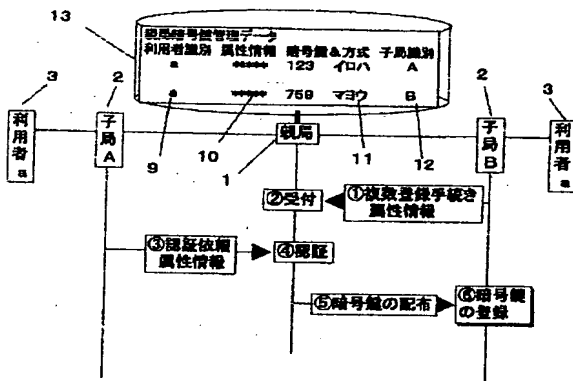 13
親局暗号鍵管理データ
利用者識別 属性情報 暗号鍵&方式 子局識別
a ***** 123 イロハ A
a ***** 759 マヨウ B
3
2
2
3
利用者a
子局A
9
10
親局
1
11
12
子局B
利用者a
②受付
①複数登録手続き
属性情報
③認証依頼
属性情報
④認証
⑤暗号鍵の配布
⑥暗号鍵
の登録